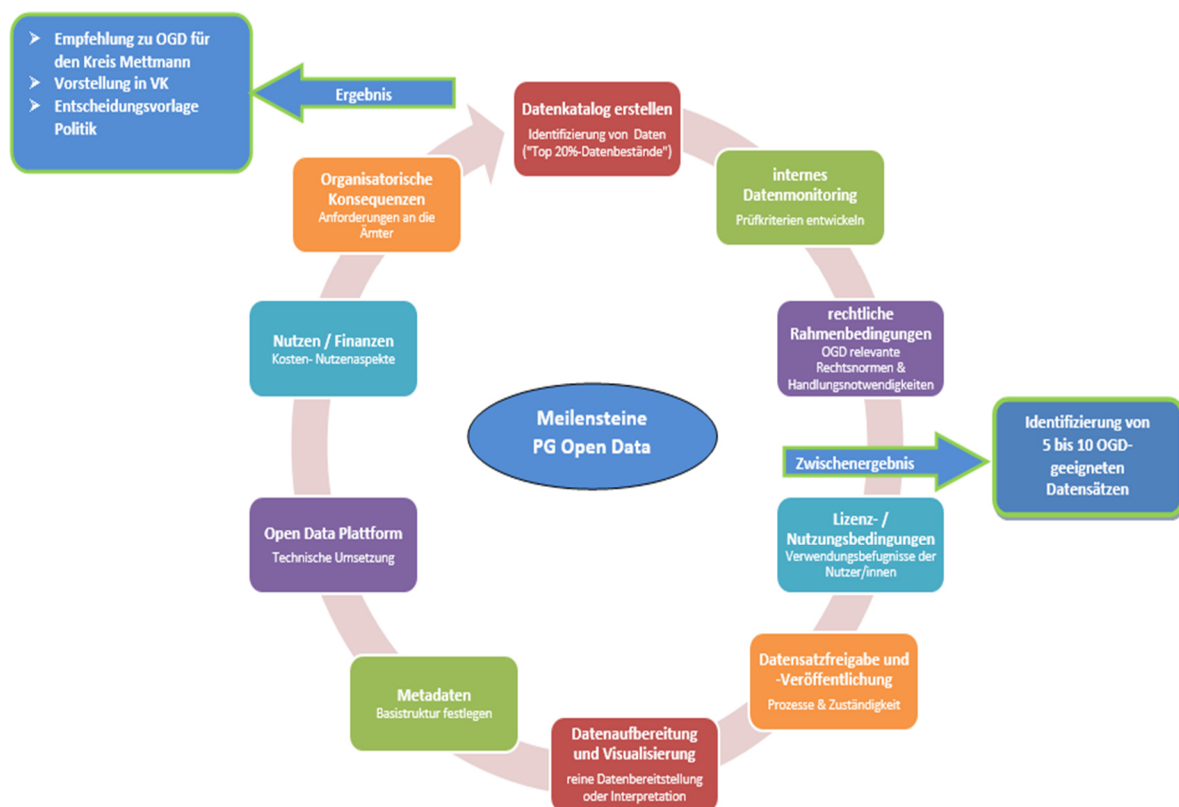 Empfehlung zu OGD für
den Kreis Mettmann
Vorstellung in VK
Entscheidungsvorlage
Politik
Ergebnis
Datenkatalog erstellen
Identifizierung von Daten
("Top 20%-Datenbestände")
internes
Datenmonitoring
Prüfkriterien entwickeln
rechtliche
Rahmenbedingungen
OGD relevante
Rechtsnormen &
Handlungsnotwendigkeiten
Zwischenergebnis
Identifizierung von
5 bis 10 OGD-
geeigneten
Datensätzen
Lizenz- /
Nutzungsbedingungen
Verwendungsbefugnisse der
Nutzer/innen
Datensatzfreigabe und
-Veröffentlichung
Prozesse & Zuständigkeit
Datenaufbereitung
und Visualisierung
reine Datenbereitstellung
oder Interpretation
Metadaten
Basistruktur festlegen
Open Data Plattform
Technische Umsetzung
Nutzen / Finanzen
Kosten- Nutzenaspekte
Organisatorische
Konsequenzen
Anforderungen an die
Ämter
Meilensteine
PG Open Data